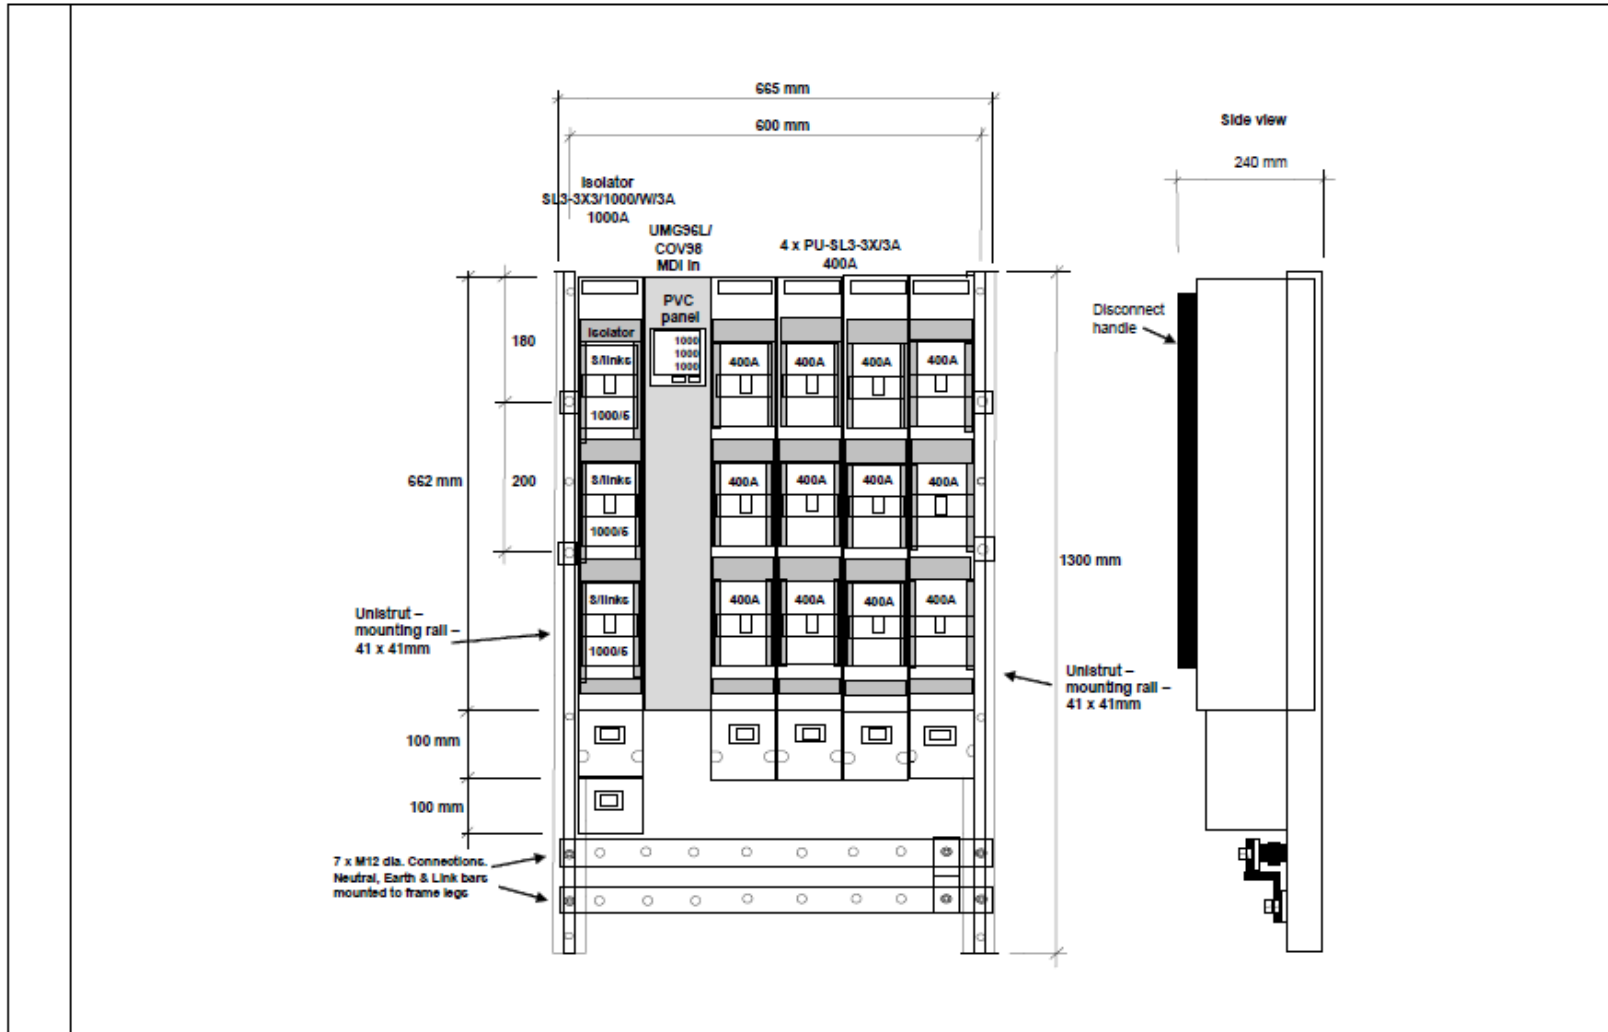 665 mm
600 mm
Side view
240 mm
Isolator
SL3-3X3/1000/W/3A
1000A
UMG96L/
COV98
MDI in
4 x PU-SL3-3X/3A
400A
PVC
panel
Isolator
S/links
1000
1000
1000
400A
400A
400A
400A
Disconnect
handle
180
1000/5
662 mm
200
S/links
400A
400A
400A
400A
1000/5
1300 mm
S/links
400A
400A
400A
400A
1000/5
Unistrut –
mounting rail –
41 x 41mm
Unistrut –
mounting rail –
41 x 41mm
100 mm
100 mm
7 x M12 dia. Connections.
Neutral, Earth & Link bars
mounted to frame legs